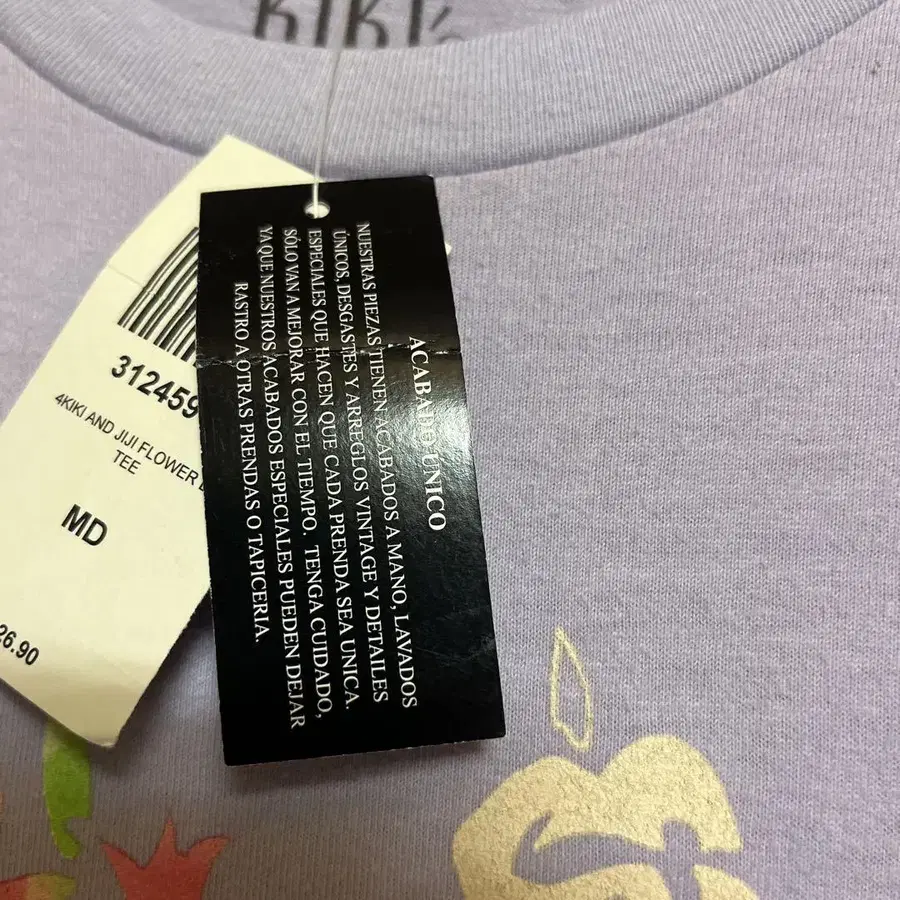 312459
4KIKI AND JIJI FLOWER
TEE
MD
26.90
ACABADO UNICO
NUESTRAS PIEZAS TIENEN ACABADOS A MANO, LAVADOS
ÚNICOS, DESGASTES Y ARREGLOS VINTAGE Y DETALLES
ESPECIALES QUE HACEN QUE CADA PRENDA SEA UNICA.
SÓLO VAN A MEJORAR CON EL TIEMPO. TENGA CUIDADO,
YA QUE NUESTROS ACABADOS ESPECIALES PUEDEN DEJAR
RASTRO A OTRAS PRENDAS O TAPICERIA.